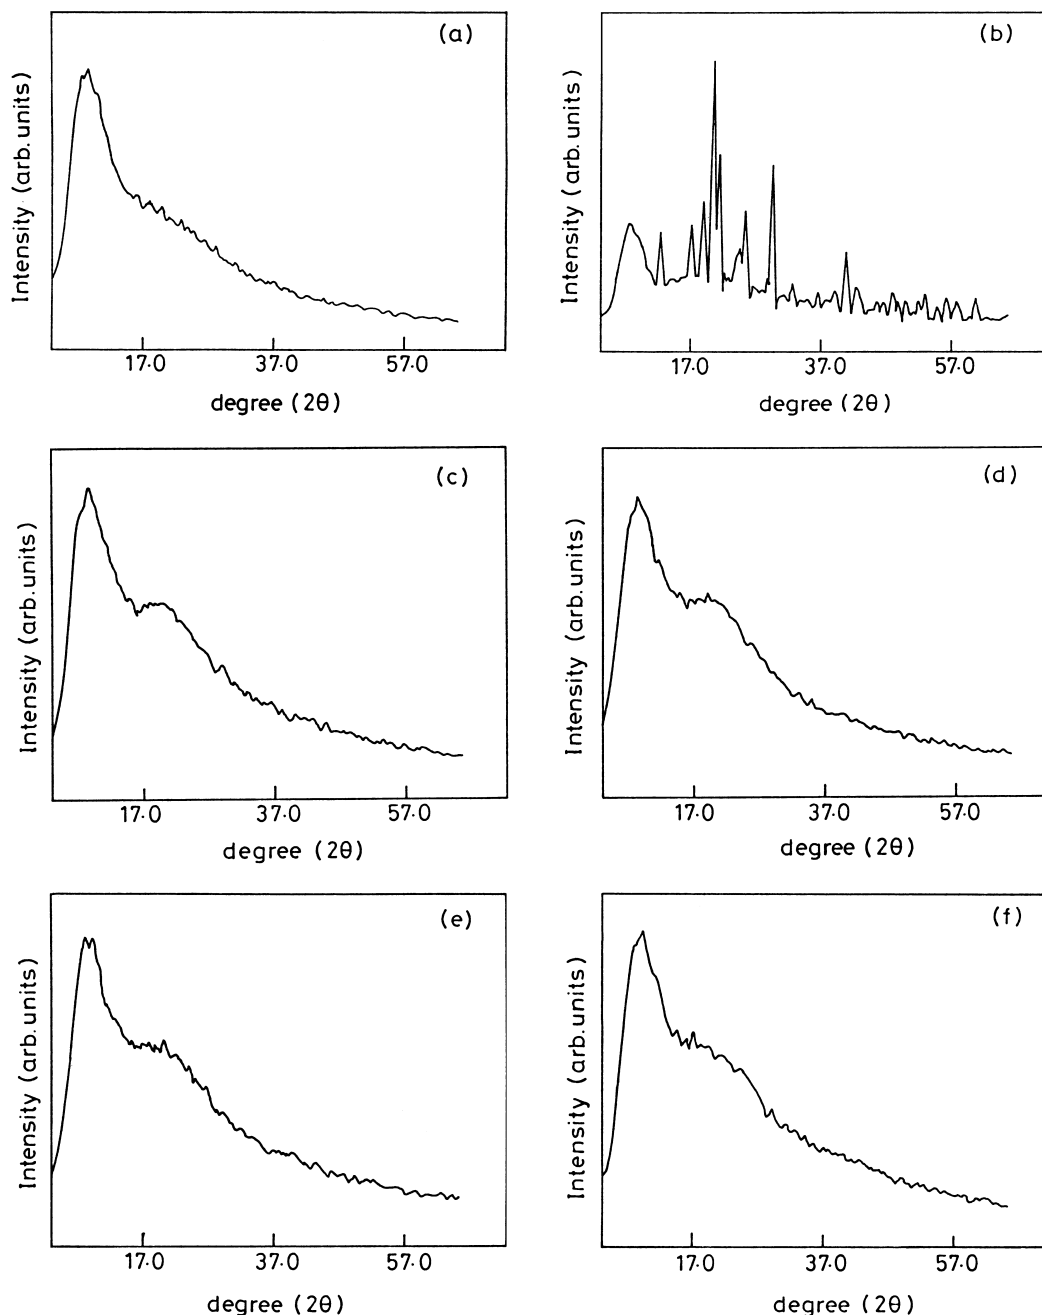 (a)
Intensity (arb. units)
17.0 37.0 57.0
degree (2θ)
(b)
Intensity (arb. units)
17.0 37.0 57.0
degree (2θ)
(c)
Intensity (arb. units)
17.0 37.0 57.0
degree (2θ)
(d)
Intensity (arb. units)
17.0 37.0 57.0
degree (2θ)
(e)
Intensity (arb. units)
17.0 37.0 57.0
degree (2θ)
(f)
Intensity (arb. units)
17.0 37.0 57.0
degree (2θ)